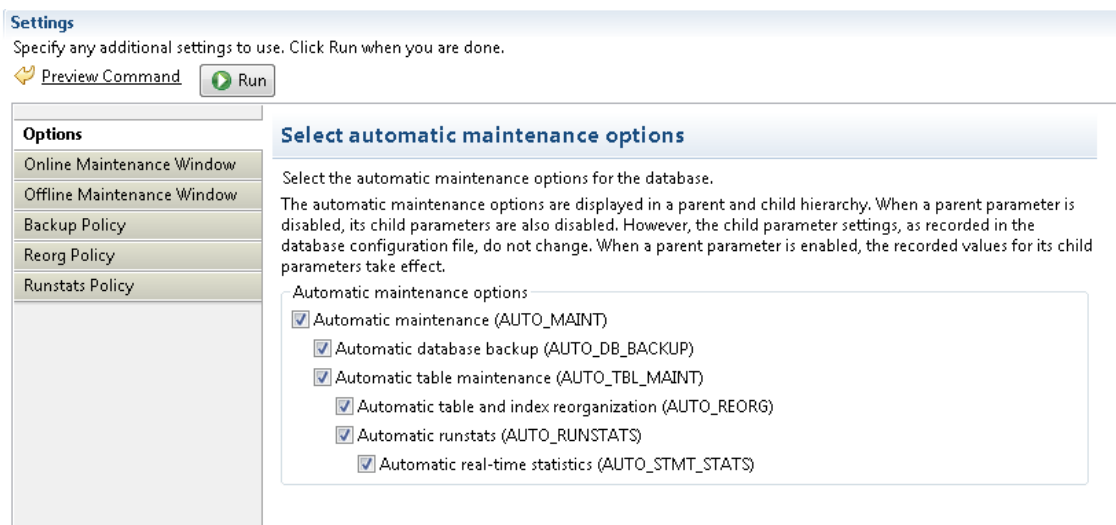 Settings
Specify any additional settings to use. Click Run when you are done.
Preview Command Run
Options
Online Maintenance Window
Offline Maintenance Window
Backup Policy
Reorg Policy
Runstats Policy
Select automatic maintenance options
Select the automatic maintenance options for the database.
The automatic maintenance options are displayed in a parent and child hierarchy. When a parent parameter is
disabled, its child parameters are also disabled. However, the child parameter settings, as recorded in the
database configuration file, do not change. When a parent parameter is enabled, the recorded values for its child
parameters take effect.
Automatic maintenance options
Automatic maintenance (AUTO_MAINT)
Automatic database backup (AUTO_DB_BACKUP)
Automatic table maintenance (AUTO_TBL_MAINT)
Automatic table and index reorganization (AUTO_REORG)
Automatic runstats (AUTO_RUNSTATS)
Automatic real-time statistics (AUTO_STMT_STATS)